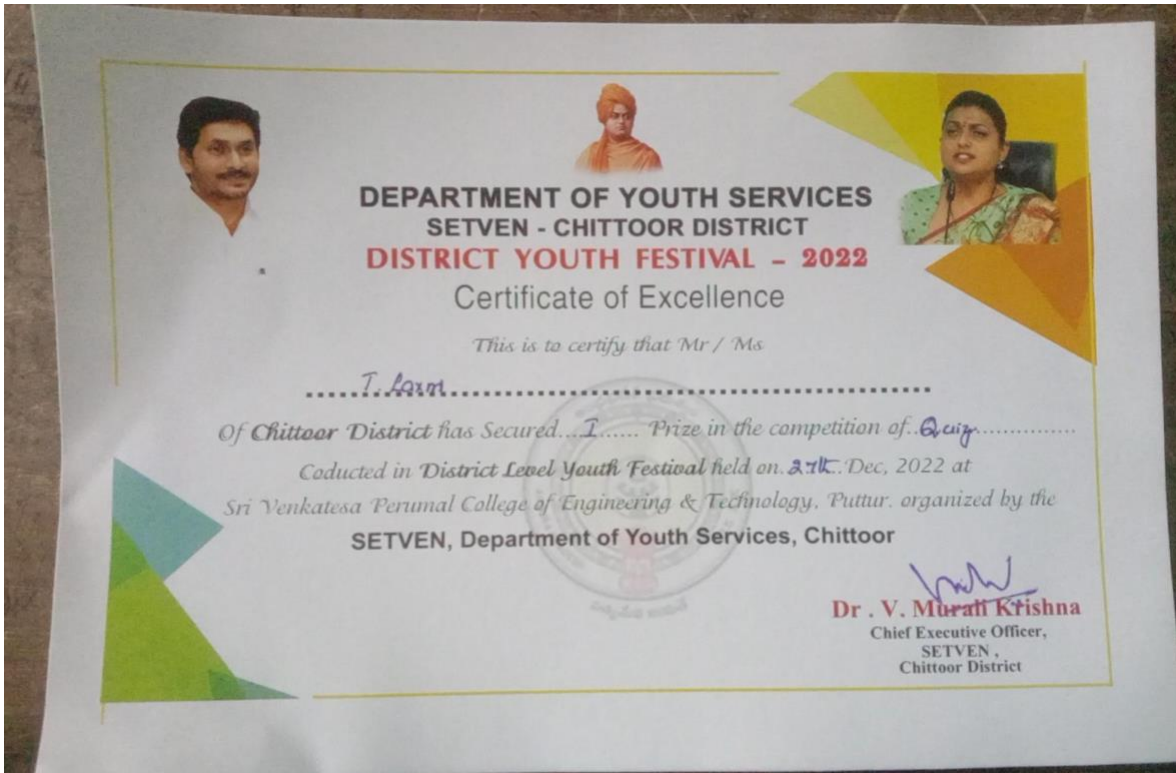 DEPARTMENT OF YOUTH SERVICES
SETVEN - CHITTOOR DISTRICT
DISTRICT YOUTH FESTIVAL - 2022
Certificate of Excellence
This is to certify that Mr / Ms
T.
Of Chittoor District has Secured...I...... Prize in the competition of..Quiz...............
Coducted in District Level Youth Festival held on.27th.Dec, 2022 at
Sri Venkatesa Perumal College of Engineering & Technology, Puttur. organized by the
SETVEN, Department of Youth Services, Chittoor
Dr . V. Murali Krishna
Chief Executive Officer,
SETVEN ,
Chittoor District